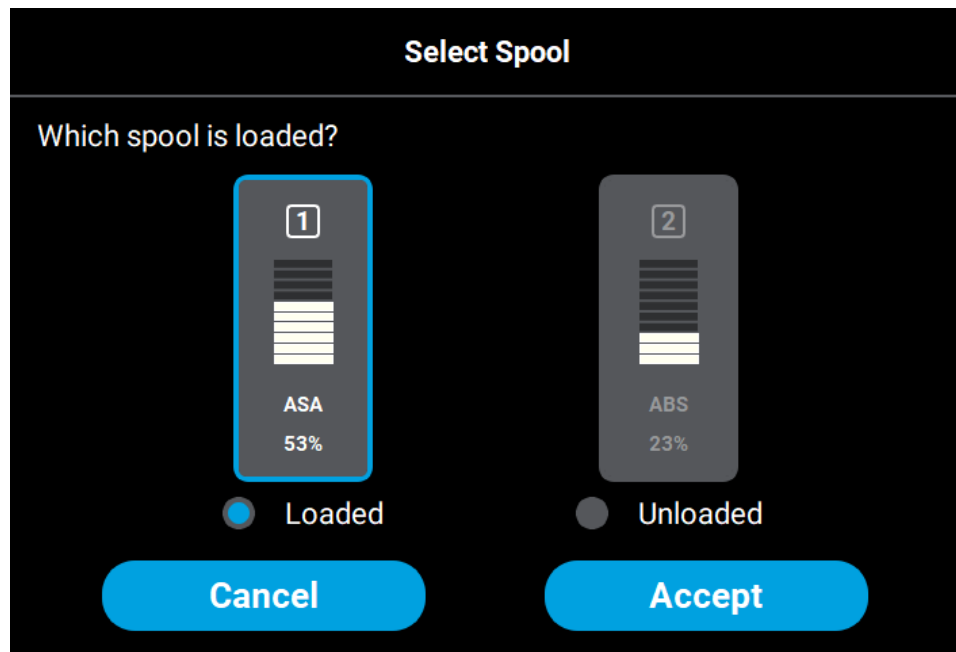 Select Spool
Which spool is loaded?
1
2
ASA
ABS
53%
23%
Loaded
Unloaded
Cancel
Accept